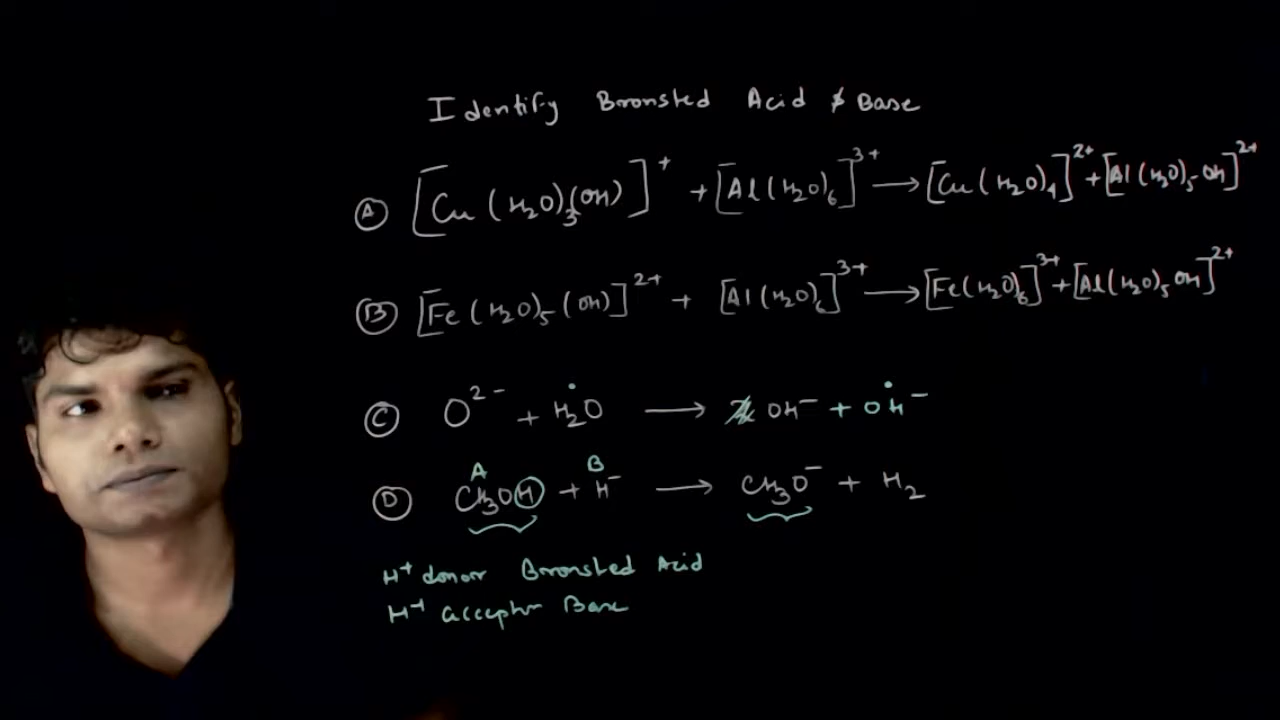 Identify Bronsted Acid & Base
A [Cu(H2O)3(OH)]+ + [Al(H2O)6]3+ → [Cu(H2O)4]2+ + [Al(H2O)5OH]2+
B [Fe(H2O)5(OH)]2+ + [Al(H2O)6]3+ → [Fe(H2O)6]3+ + [Al(H2O)5OH]2+
C O2- + H2O → OH- + OH-
A B
D CH3OH + H- → CH3O- + H2
H+ donor Bronsted Acid
H+ acceptor Base